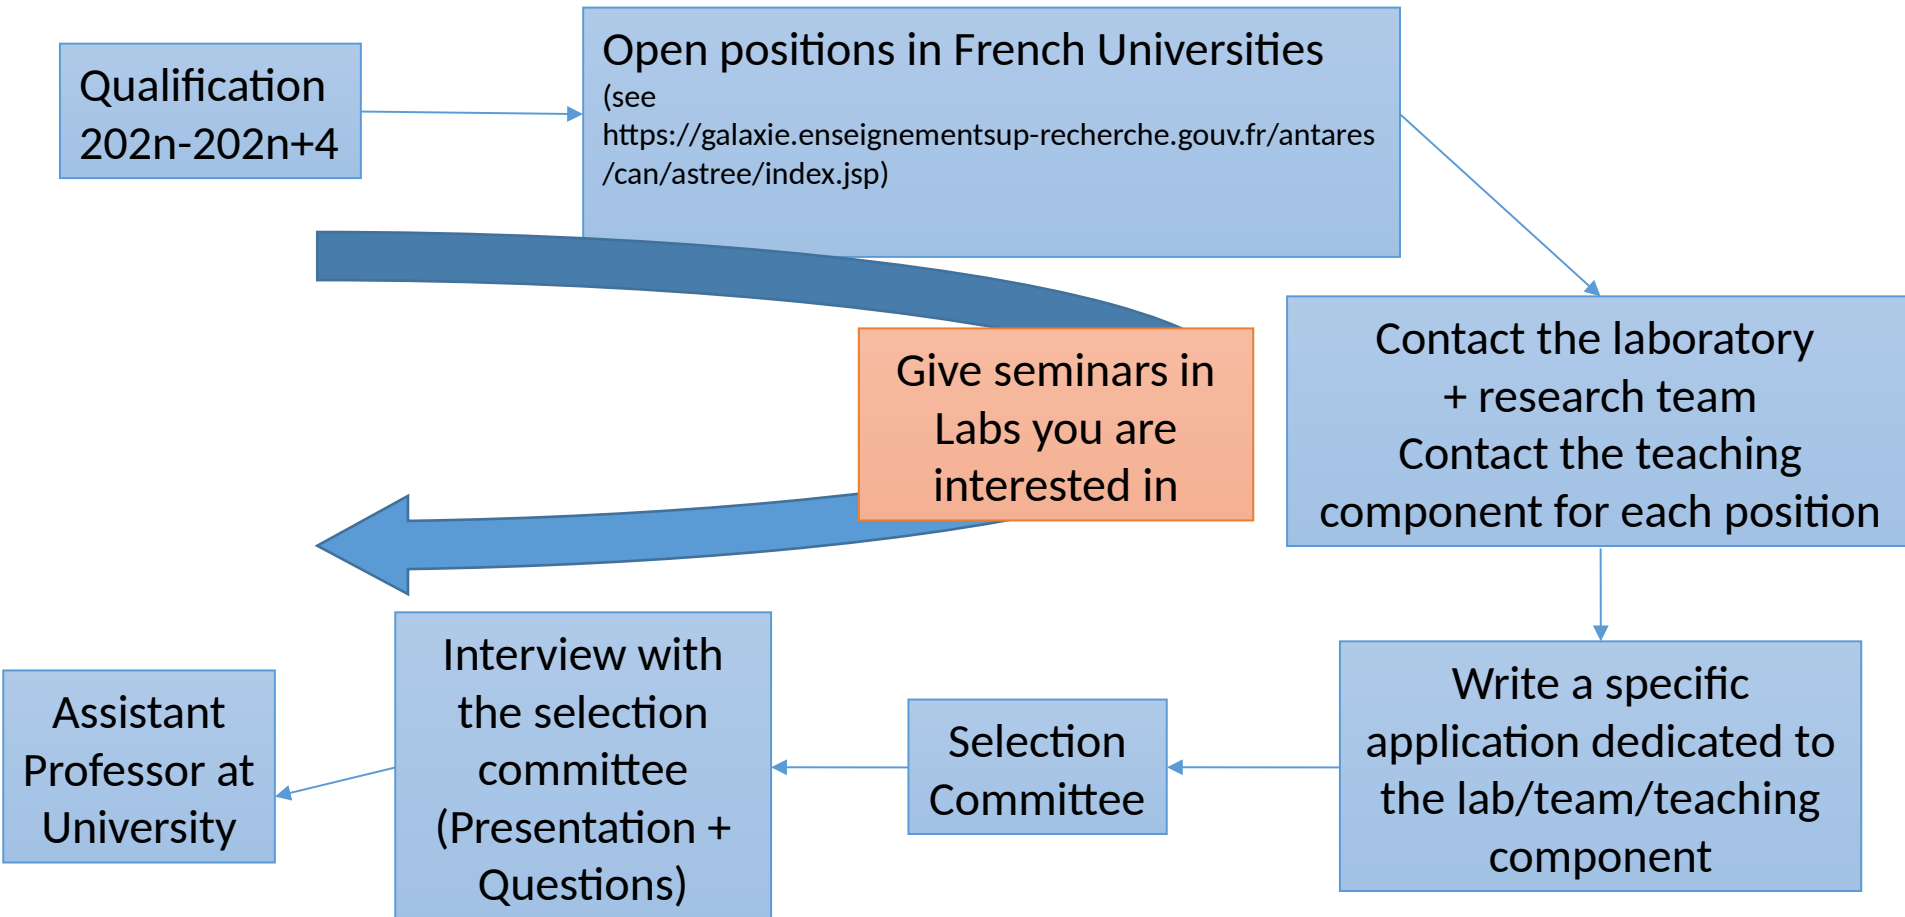 Qualification
202n-202n+4
Open positions in French Universities
(see
https://galaxie.enseignementsup-recherche.gouv.fr/antares
/can/astree/index.jsp)
Give seminars in
Labs you are
interested in
Contact the laboratory
+ research team
Contact the teaching
component for each position
Write a specific
application dedicated to
the lab/team/teaching
component
Selection
Committee
Interview with
the selection
committee
(Presentation +
Questions)
Assistant
Professor at
University